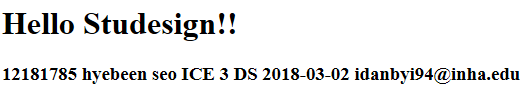 Hello Studesign!!
12181785 hyebeen seo ICE 3 DS 2018-03-02 idanbyi94@inha.edu